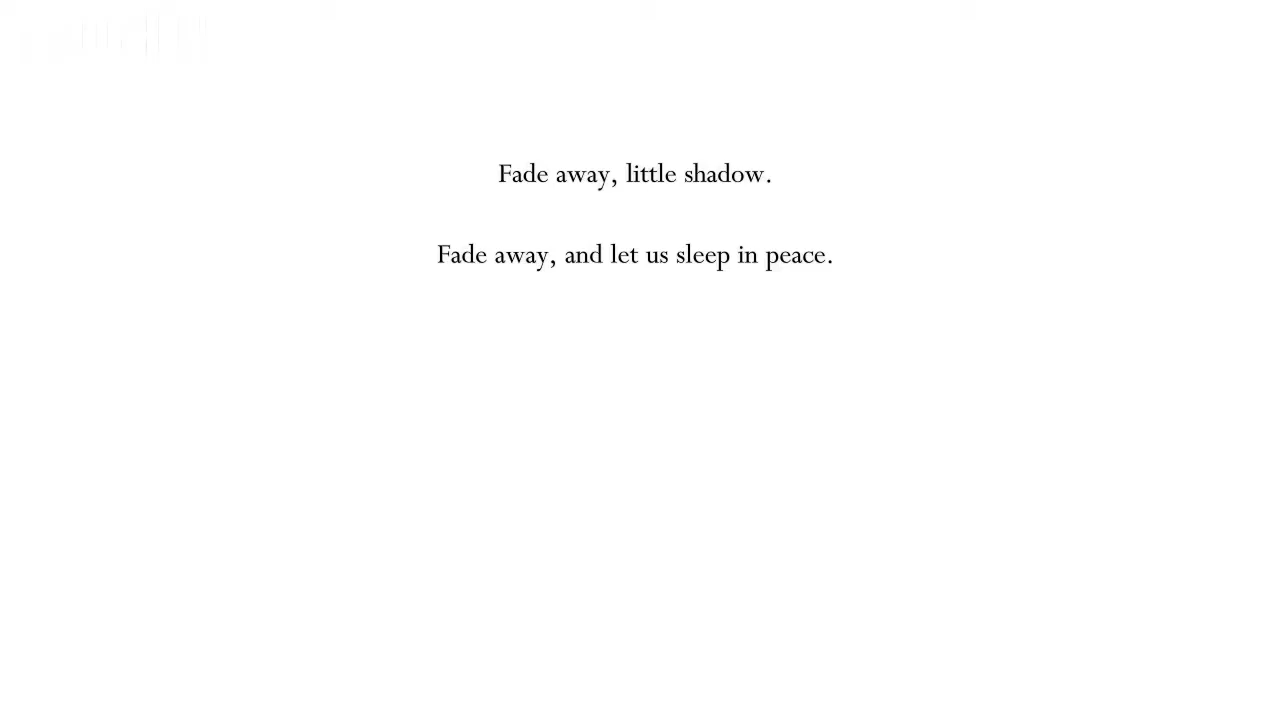 Fade away, little shadow.
Fade away, and let us sleep in peace.